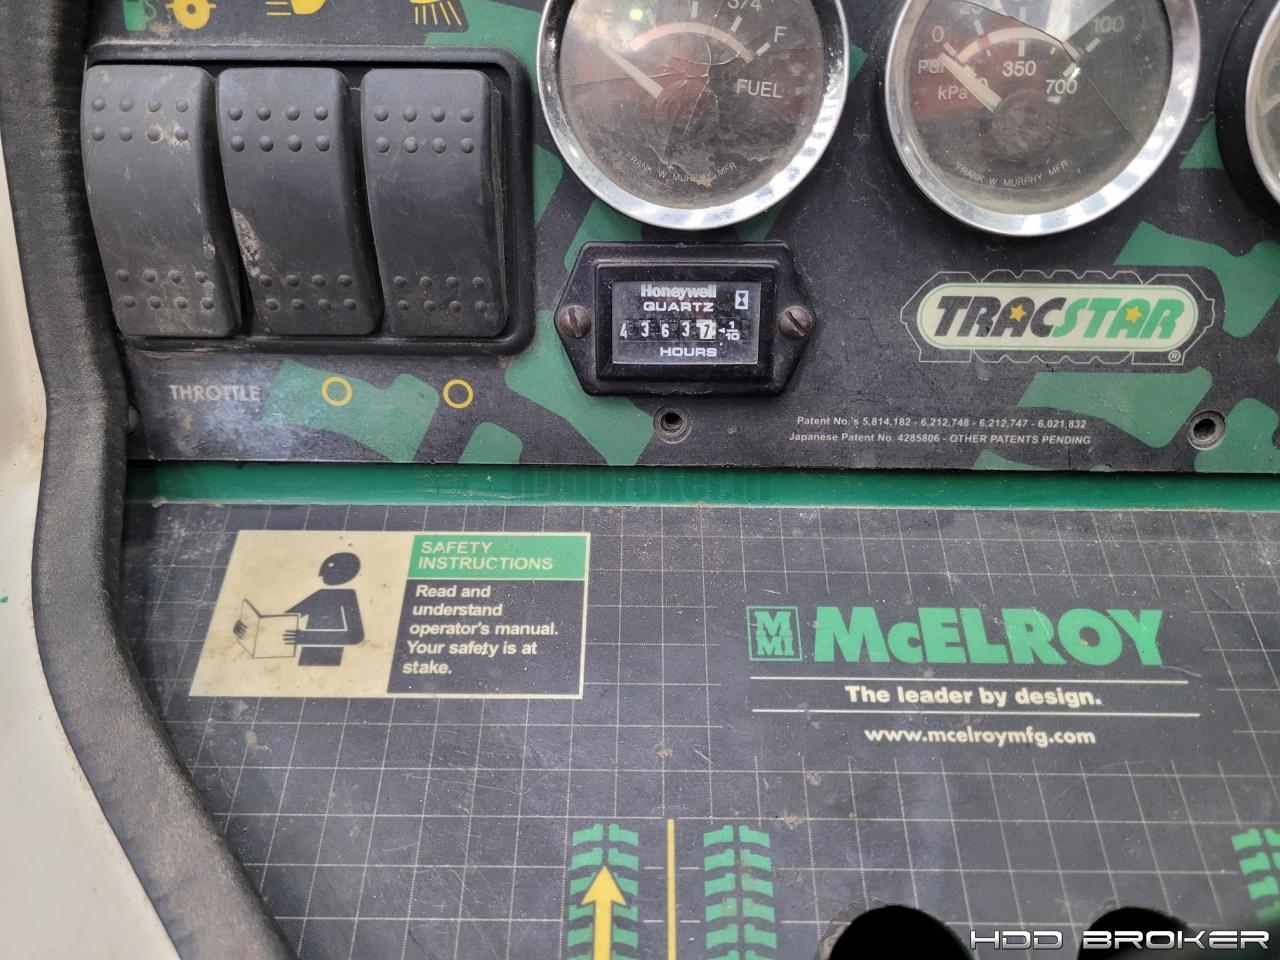 E
3/4
F
FUEL
FRANK W MURPHY MFR
0
100
PSI
350
kPa
700
FRANK W MURPHY MFR
Honeywell
QUARTZ
4 3 6 3 7 1/10
HOURS
TRACSTAR
®
THROTTLE
Patent No.'s 5,814,182 - 6,212,748 - 6,212,747 - 6,021,832
Japanese Patent No. 4285806 - OTHER PATENTS PENDING
SAFETY
INSTRUCTIONS
Read and
understand
operator's manual.
Your safety is at
stake.
M
MI
McELROY
The leader by design.
www.mcelroymfg.com
HDD BROKER